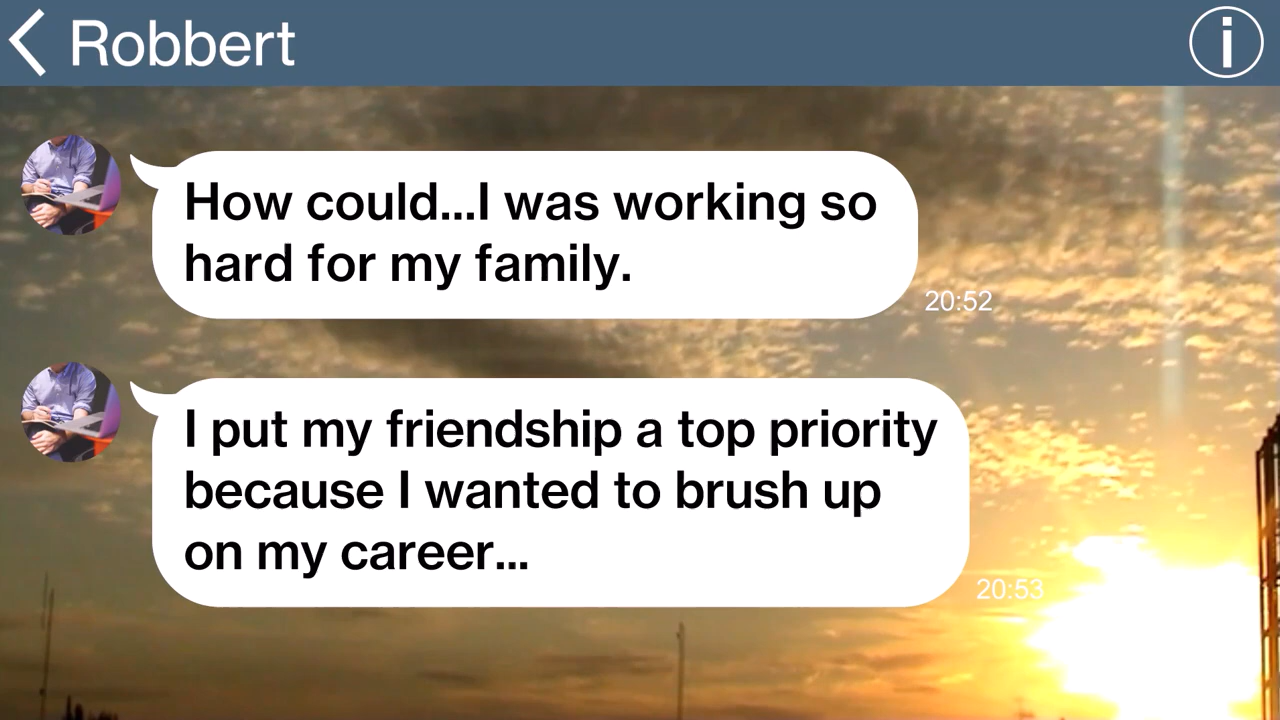 Robbert
How could...I was working so
hard for my family.
20:52
I put my friendship a top priority
because I wanted to brush up
on my career...
20:53